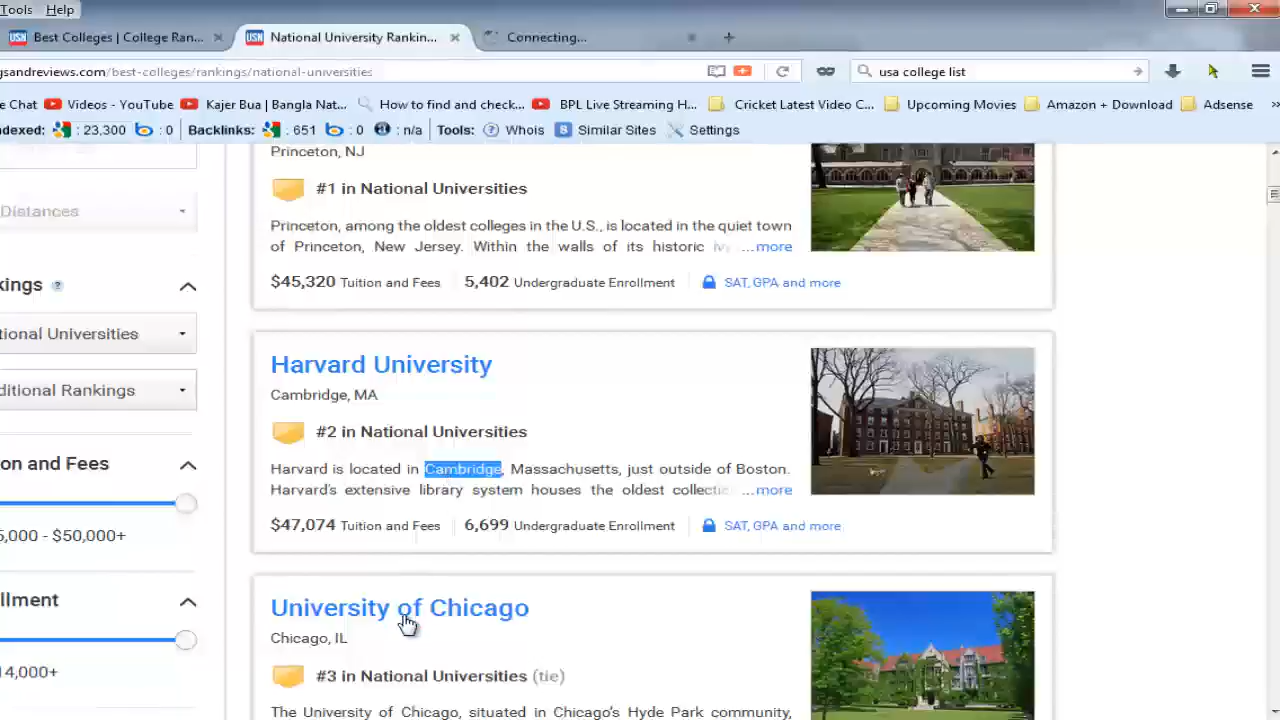 Tools Help
USN Best Colleges | College Ran... USN National University Rankin... Connecting...
gsandreviews.com/best-colleges/rankings/national-universities usa college list
e Chat Videos - YouTube Kajer Bua | Bangla Nat... How to find and check... BPL Live Streaming H... Cricket Latest Video C... Upcoming Movies Amazon + Download Adsense
ndexed: : 23,300 : 0 Backlinks: : 651 : 0 : n/a Tools: Whois Similar Sites Settings
Princeton, NJ
#1 in National Universities
Distances
Princeton, among the oldest colleges in the U.S., is located in the quiet town
of Princeton, New Jersey. Within the walls of its historic ivy ...more
$45,320 Tuition and Fees 5,402 Undergraduate Enrollment SAT, GPA and more
kings ?
tional Universities
ditional Rankings
Harvard University
Cambridge, MA
#2 in National Universities
Harvard is located in Cambridge, Massachusetts, just outside of Boston.
Harvard's extensive library system houses the oldest collectic ...more
$47,074 Tuition and Fees 6,699 Undergraduate Enrollment SAT, GPA and more
on and Fees
5,000 - $50,000+
llment
14,000+
University of Chicago
Chicago, IL
#3 in National Universities (tie)
The University of Chicago, situated in Chicago's Hyde Park community,